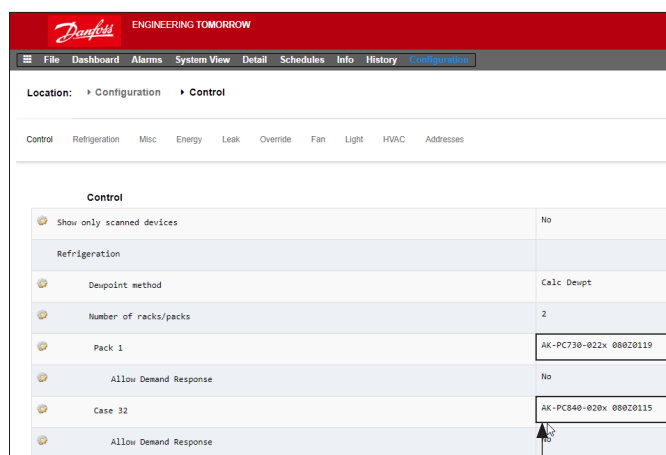 Danfoss ENGINEERING TOMORROW
File Dashboard Alarms System View Detail Schedules Info History Configuration
Location: Configuration Control
Control Refrigeration Misc Energy Leak Override Fan Light HVAC Addresses
Control
Show only scanned devices No
Refrigeration
Dewpoint method Calc Dewpt
Number of racks/packs 2
Pack 1 AK-PC730-022x 080Z0119
Allow Demand Response No
Case 32 AK-PC840-020x 080Z0115
Allow Demand Response No